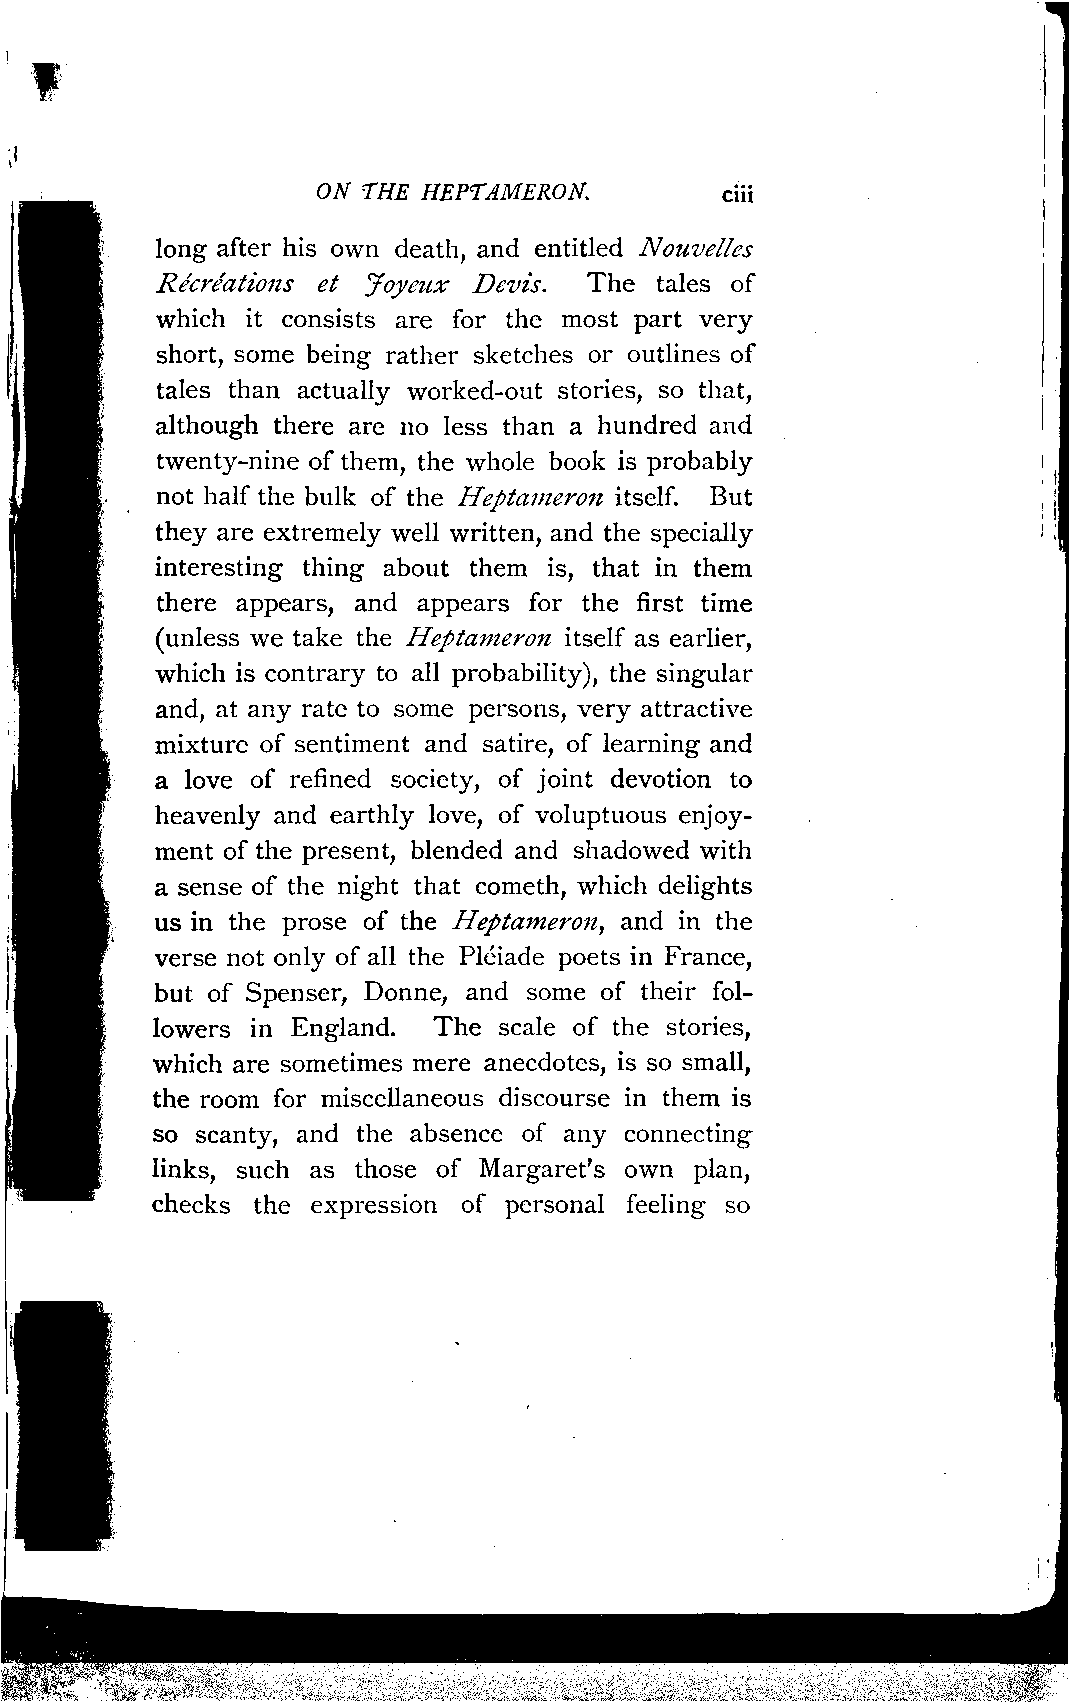 ON THE HEPTAMERON. ciii
long after his own death, and entitled Nouvelles
Récréations et Joyeux Devis. The tales of
which it consists are for the most part very
short, some being rather sketches or outlines of
tales than actually worked-out stories, so that,
although there are no less than a hundred and
twenty-nine of them, the whole book is probably
not half the bulk of the Heptameron itself. But
they are extremely well written, and the specially
interesting thing about them is, that in them
there appears, and appears for the first time
(unless we take the Heptameron itself as earlier,
which is contrary to all probability), the singular
and, at any rate to some persons, very attractive
mixture of sentiment and satire, of learning and
a love of refined society, of joint devotion to
heavenly and earthly love, of voluptuous enjoy-
ment of the present, blended and shadowed with
a sense of the night that cometh, which delights
us in the prose of the Heptameron, and in the
verse not only of all the Pléiade poets in France,
but of Spenser, Donne, and some of their fol-
lowers in England. The scale of the stories,
which are sometimes mere anecdotes, is so small,
the room for miscellaneous discourse in them is
so scanty, and the absence of any connecting
links, such as those of Margaret's own plan,
checks the expression of personal feeling so